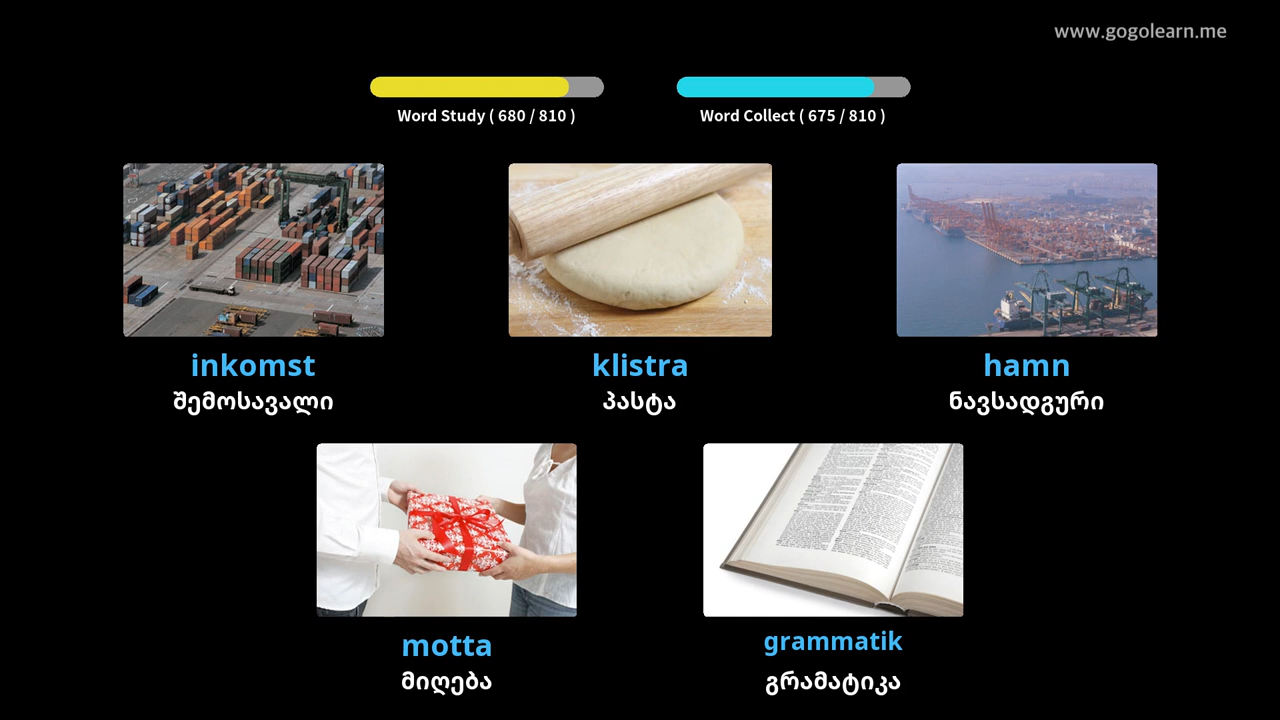 www.gogolearn.me
Word Study ( 680 / 810 )
Word Collect ( 675 / 810 )
inkomst
შემოსავალი
klistra
პასტა
hamn
ნავსადგური
motta
მიღება
grammatik
გრამატიკა